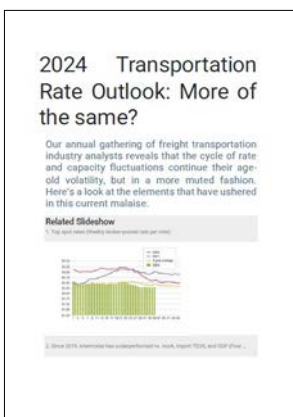 2024 Transportation
Rate Outlook: More of
the same?
Our annual gathering of freight transportation
industry analysts reveals that the cycle of rate
and capacity fluctuations continue their age-
old volatility, but in a more muted fashion.
Here's a look at the elements that have ushered
in this current malaise.
Related Slideshow
1. Top spot rates (Weekly broker-posted rate per mile)
2. Since 2019, intermodal has underperformed vs. truck, import TEUs, and GDP (Four ...